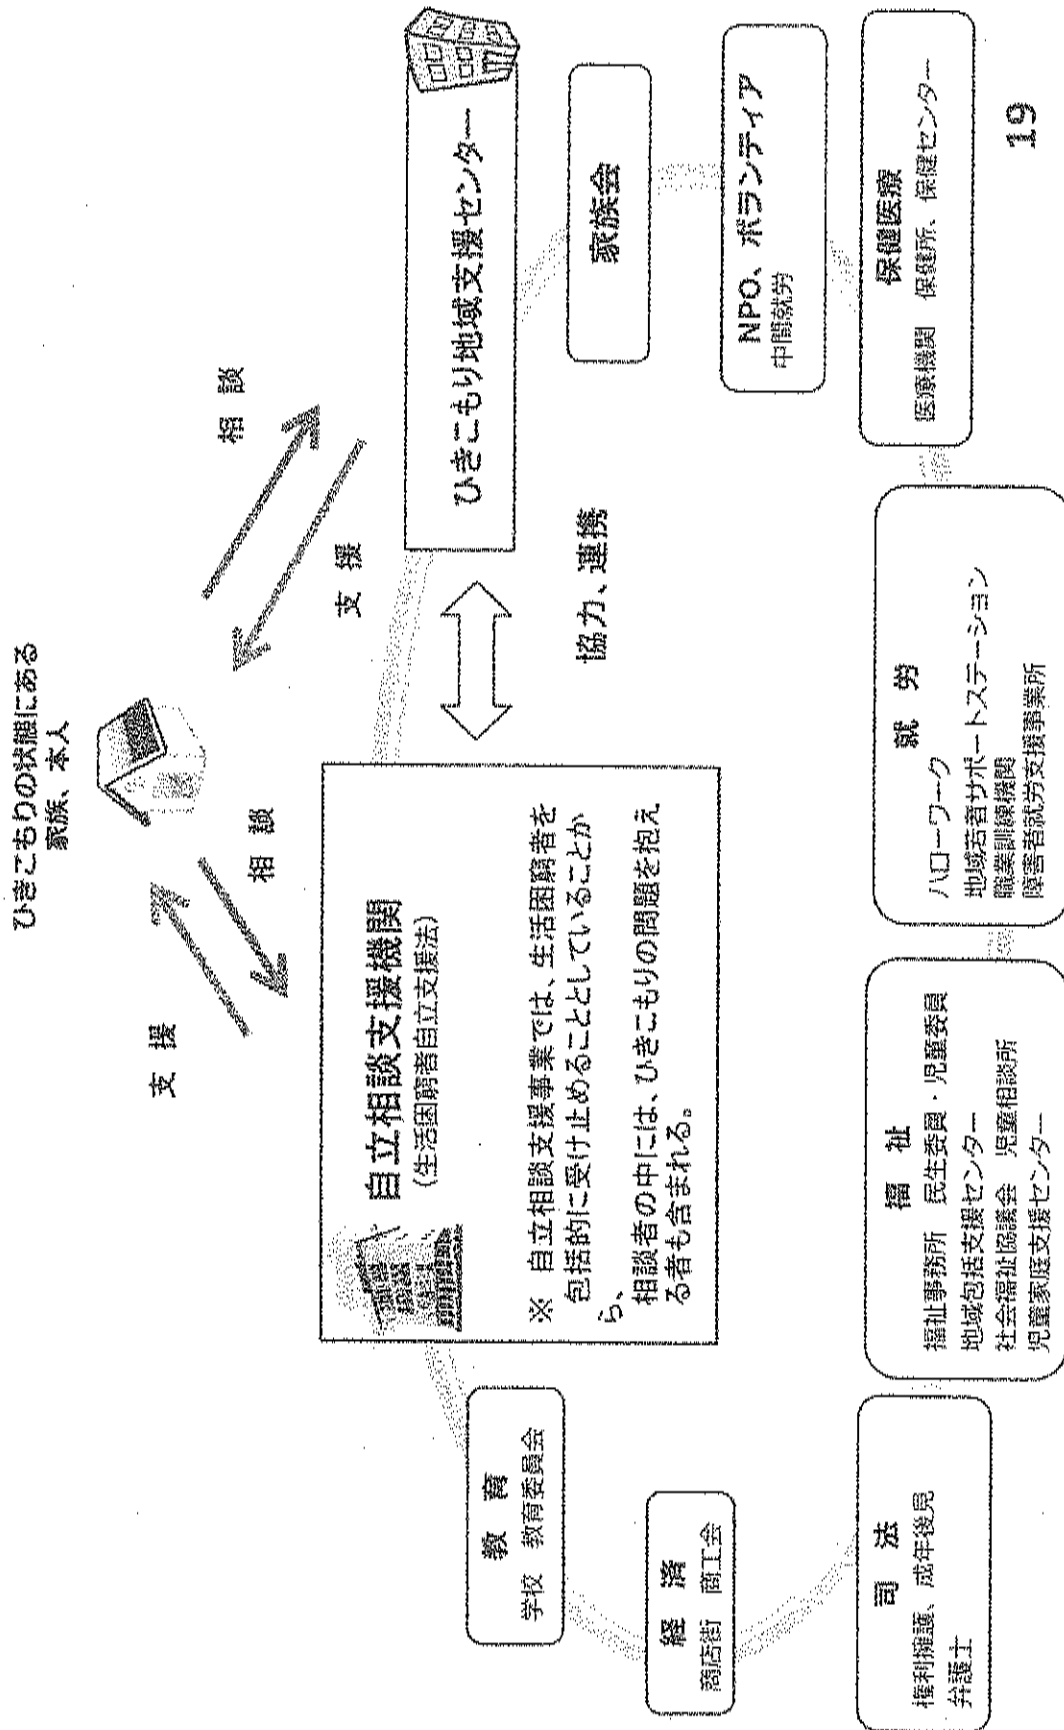 ひきこもりの状態にある
家族、本人
支援
相談
支援
相談
自立相談支援機関
(生活困窮者自立支援法)
※ 自立相談支援事業では、生活困窮者を
包括的に受け止めることとしていることか
ら、
相談者の中には、ひきこもりの問題を抱え
る者も含まれる。
協力、連携
ひきこもり地域支援センター
家族会
NPO、ボランティア
中間就労
保健医療
医療機関 保健所、保健センター
就労
ハローワーク
地域若者サポートステーション
職業訓練機関
障害者就労支援事業所
福祉
福祉事務所 民生委員・児童委員
地域包括支援センター
社会福祉協議会 児童相談所
児童家庭支援センター
司法
権利擁護、成年後見
弁護士
経済
商店街 商工会
教育
学校 教育委員会
19